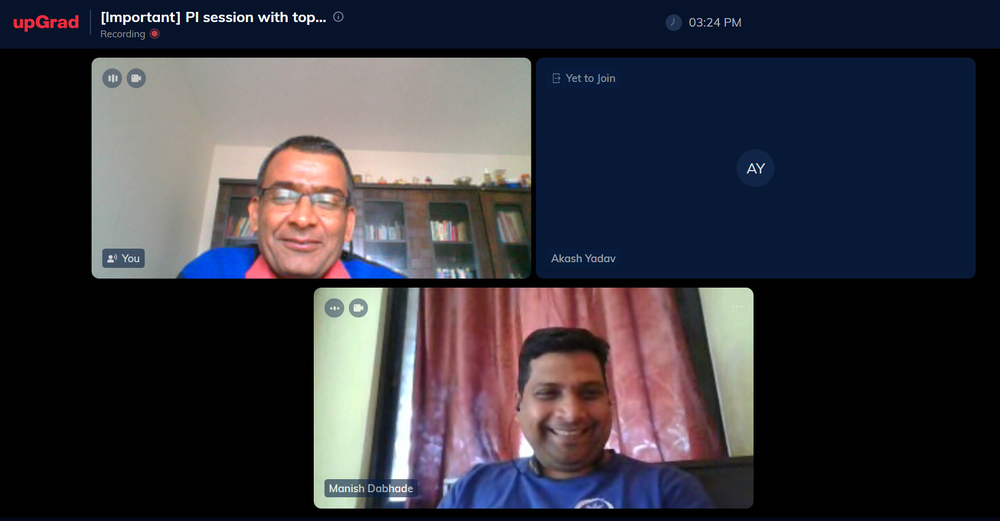 upGrad
[Important] PI session with top...
Recording
03:24 PM
You
Yet to Join
AY
Akash Yadav
Manish Dabhade